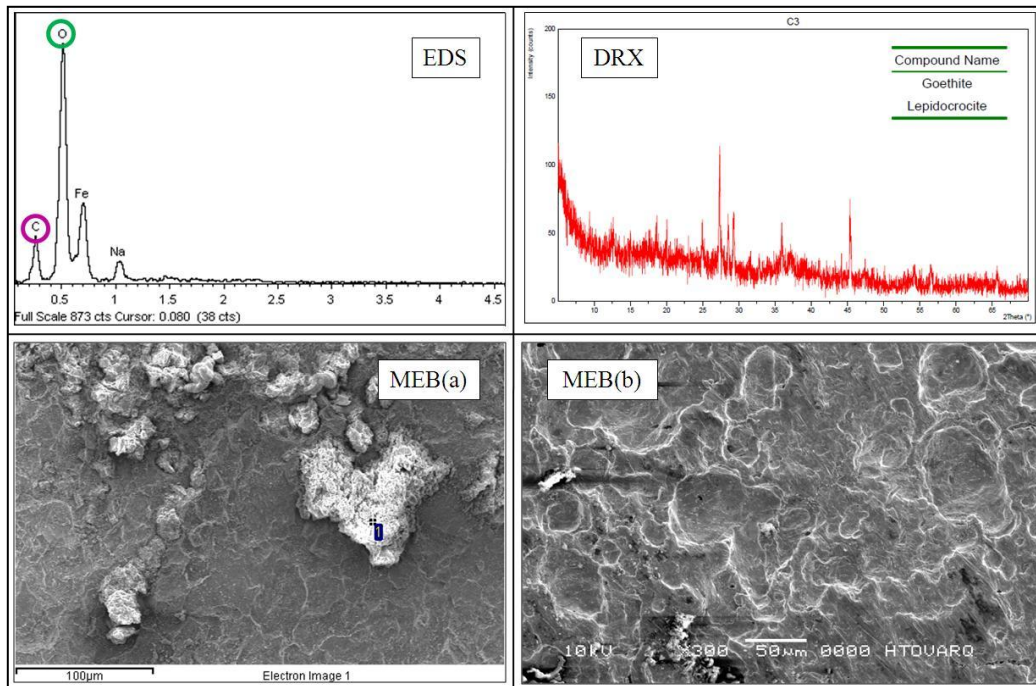 EDS
O
C
Fe
Na
0.5 1 1.5 2 2.5 3 3.5 4 4.5
Full Scale 873 cts Cursor: 0.080 (38 cts)
C3
DRX
Intensity (counts)
200
150
100
50
0
Compound Name
Goethite
Lepidocrocite
10 15 20 25 30 35 40 45 50 55 60 65
2Theta (°)
MEB(a)
1
100µm
Electron Image 1
MEB(b)
10KV X300 50µm 0000 HTOVARQ